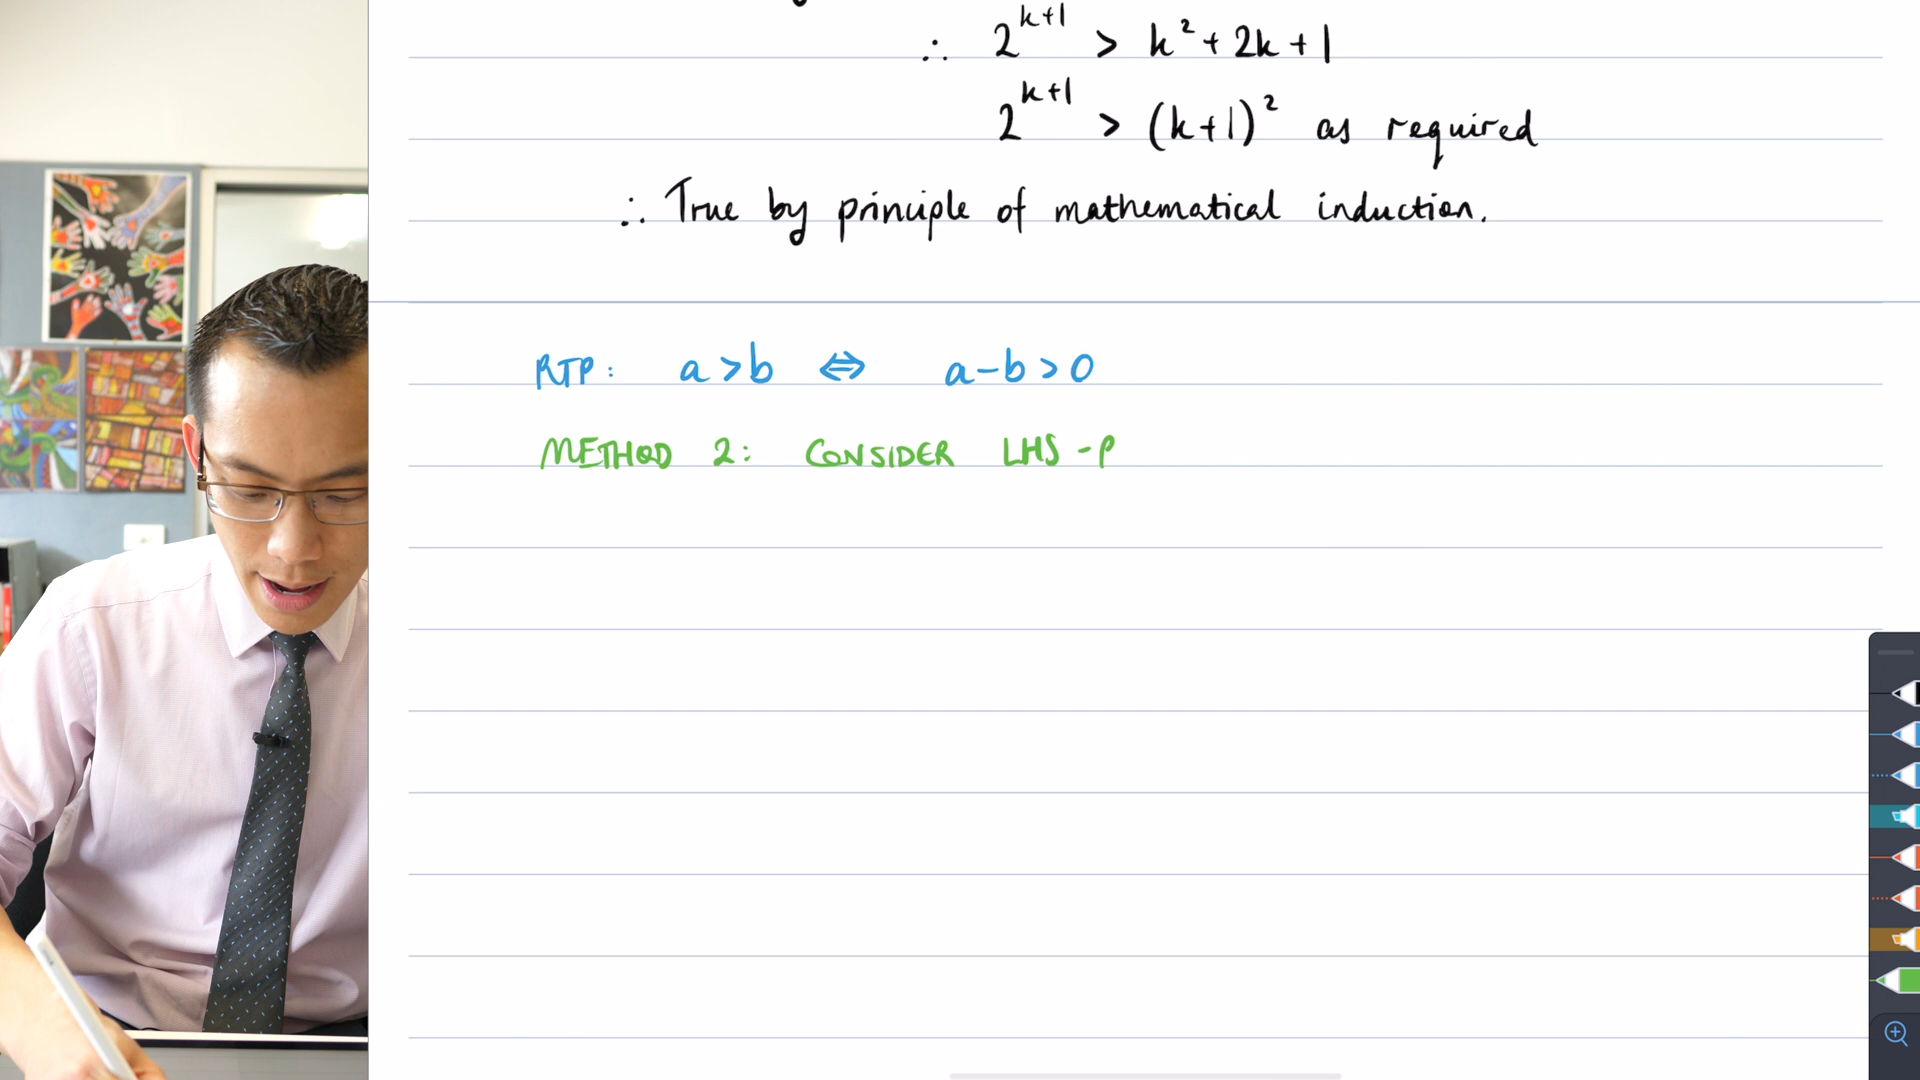 ∴ 2^{k+1} > k² + 2k + 1
2^{k+1} > (k+1)² as required
∴ True by principle of mathematical induction.
RTP: a > b ⇔ a - b > 0
METHOD 2: CONSIDER LHS - P